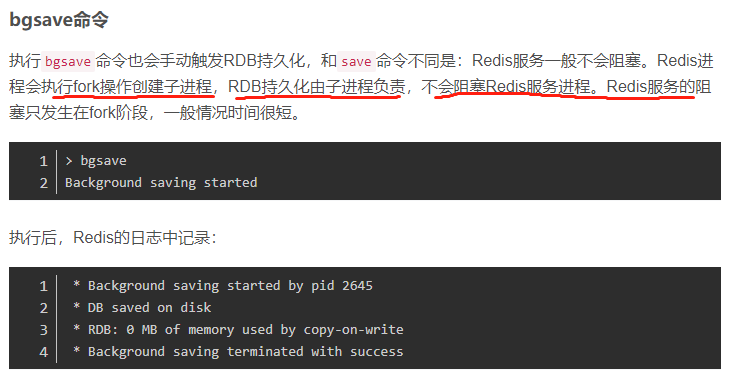 bgsave命令
执行 bgsave 命令也会手动触发RDB持久化，和 save 命令不同是：Redis服务一般不会阻塞。Redis进
程会执行fork操作创建子进程，RDB持久化由子进程负责，不会阻塞Redis服务进程。Redis服务的阻
塞只发生在fork阶段，一般情况时间很短。
1 > bgsave
2 Background saving started
执行后，Redis的日志中记录：
1 * Background saving started by pid 2645
2 * DB saved on disk
3 * RDB: 0 MB of memory used by copy-on-write
4 * Background saving terminated with success